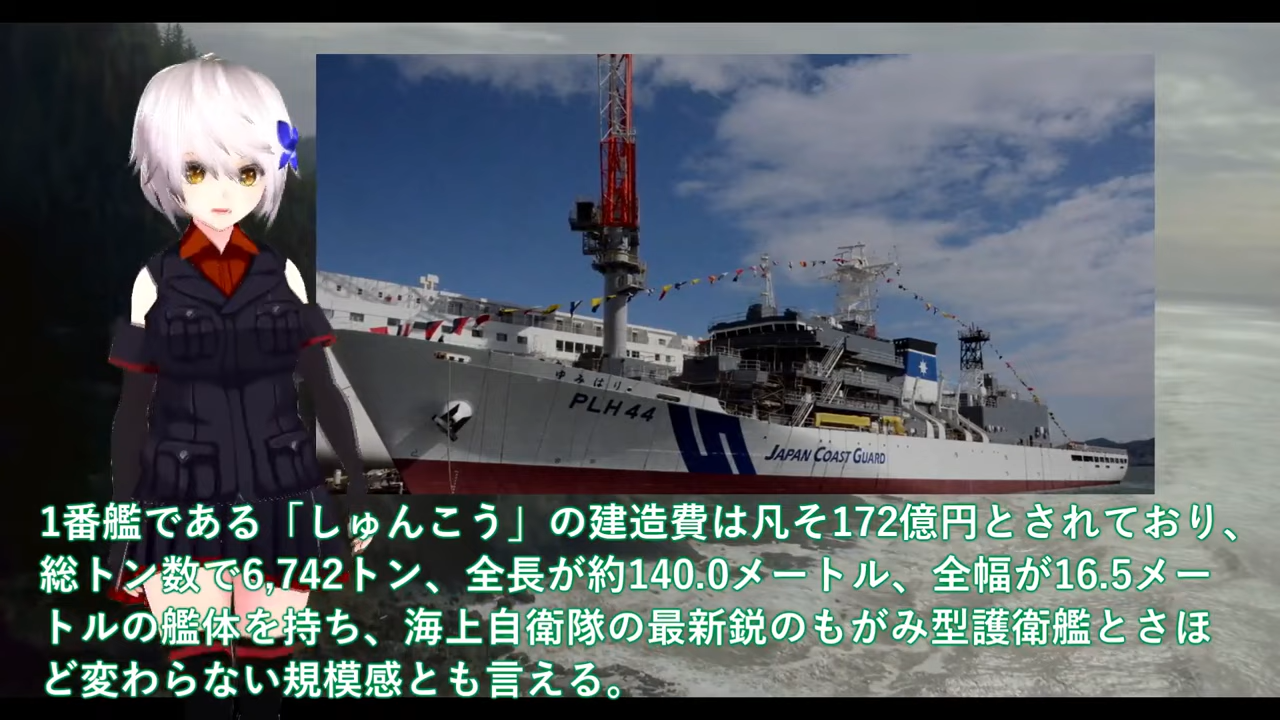 ゆみはり
PLH44
JAPAN COAST GUARD
1番艦である「しゅんこう」の建造費は凡そ172億円とされており、
総トン数で6,742トン、全長が約140.0メートル、全幅が16.5メー
トルの艦体を持ち、海上自衛隊の最新鋭のもがみ型護衛艦とさほ
ど変わらない規模感とも言える。